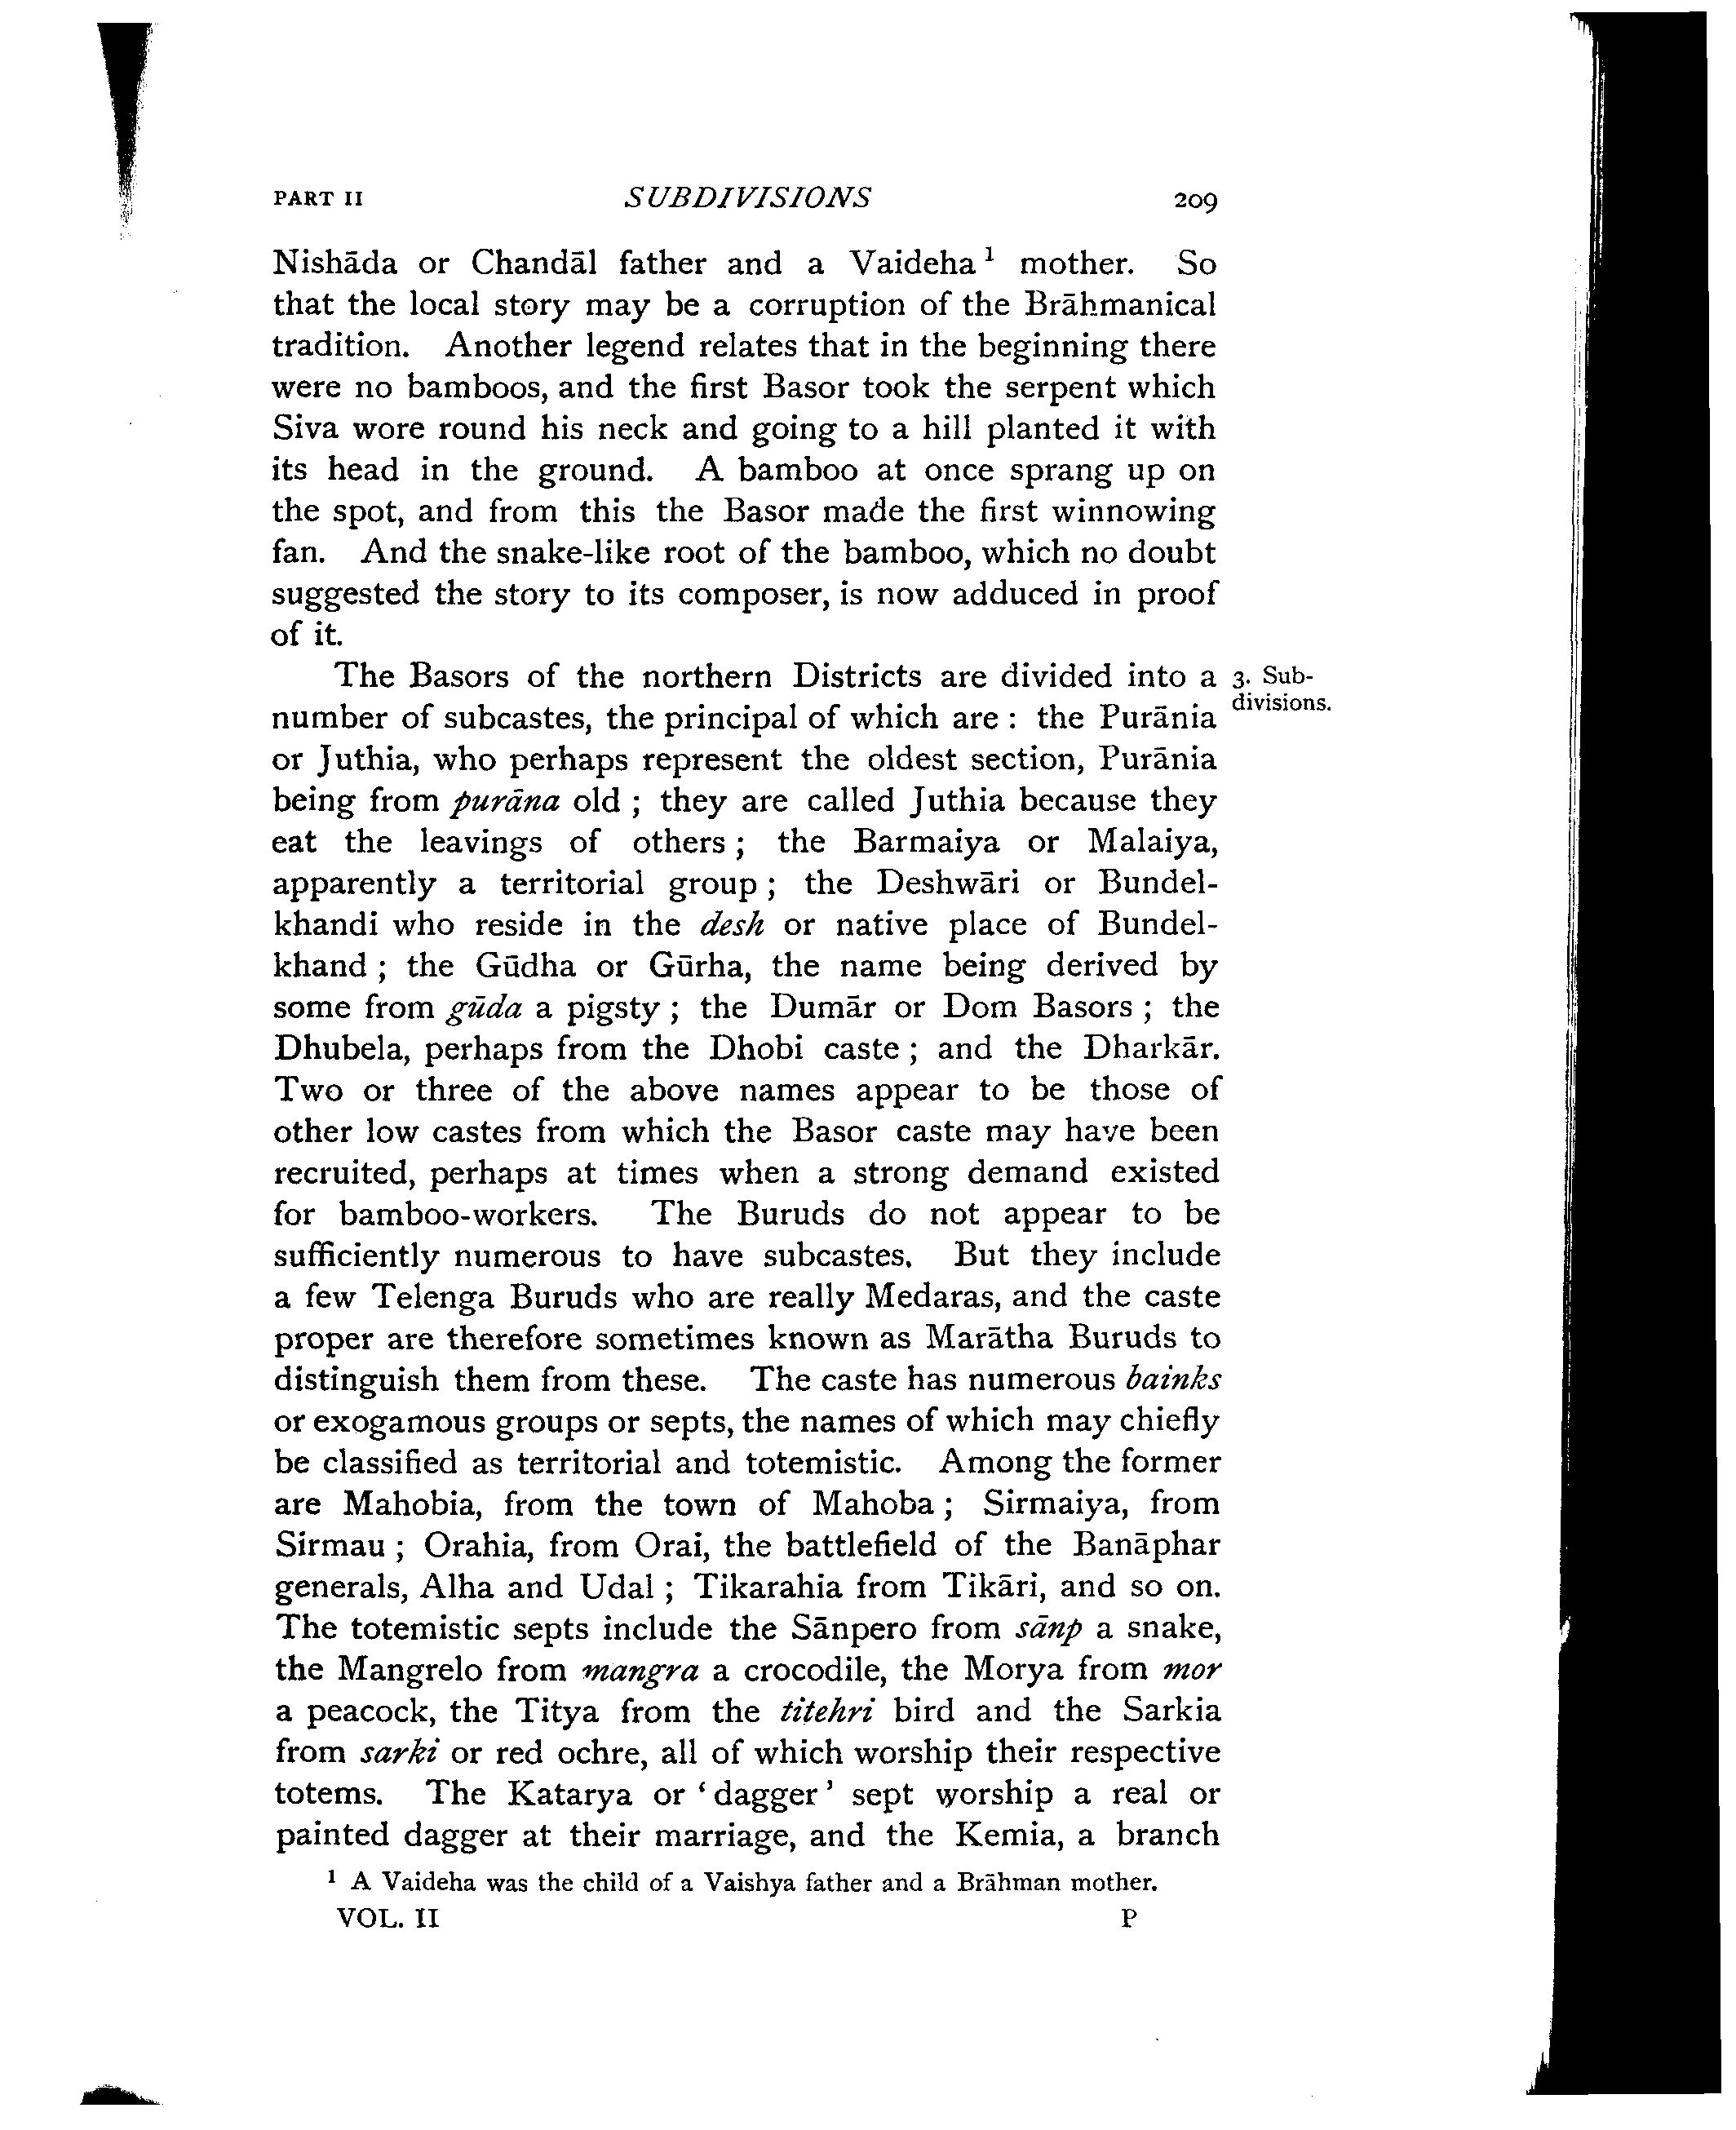 PART II SUBDIVISIONS 209
Nishāda or Chandāl father and a Vaideha ¹ mother. So
that the local story may be a corruption of the Brāhmanical
tradition. Another legend relates that in the beginning there
were no bamboos, and the first Basor took the serpent which
Siva wore round his neck and going to a hill planted it with
its head in the ground. A bamboo at once sprang up on
the spot, and from this the Basor made the first winnowing
fan. And the snake-like root of the bamboo, which no doubt
suggested the story to its composer, is now adduced in proof
of it.
The Basors of the northern Districts are divided into a
3. Sub-
divisions.
number of subcastes, the principal of which are : the Purānia
or Juthia, who perhaps represent the oldest section, Purānia
being from purāna old ; they are called Juthia because they
eat the leavings of others ; the Barmaiya or Malaiya,
apparently a territorial group ; the Deshwāri or Bundel-
khandi who reside in the desh or native place of Bundel-
khand ; the Gūdha or Gūrha, the name being derived by
some from gūda a pigsty ; the Dumār or Dom Basors ; the
Dhubela, perhaps from the Dhobi caste ; and the Dharkār.
Two or three of the above names appear to be those of
other low castes from which the Basor caste may have been
recruited, perhaps at times when a strong demand existed
for bamboo-workers. The Buruds do not appear to be
sufficiently numerous to have subcastes. But they include
a few Telenga Buruds who are really Medaras, and the caste
proper are therefore sometimes known as Marātha Buruds to
distinguish them from these. The caste has numerous bainks
or exogamous groups or septs, the names of which may chiefly
be classified as territorial and totemistic. Among the former
are Mahobia, from the town of Mahoba ; Sirmaiya, from
Sirmau ; Orahia, from Orai, the battlefield of the Banāphar
generals, Alha and Udal ; Tikarahia from Tikāri, and so on.
The totemistic septs include the Sānpero from sānp a snake,
the Mangrelo from mangra a crocodile, the Morya from mor
a peacock, the Titya from the titehri bird and the Sarkia
from sarki or red ochre, all of which worship their respective
totems. The Katarya or ‘ dagger ’ sept worship a real or
painted dagger at their marriage, and the Kemia, a branch
¹ A Vaideha was the child of a Vaishya father and a Brāhman mother.
VOL. II P